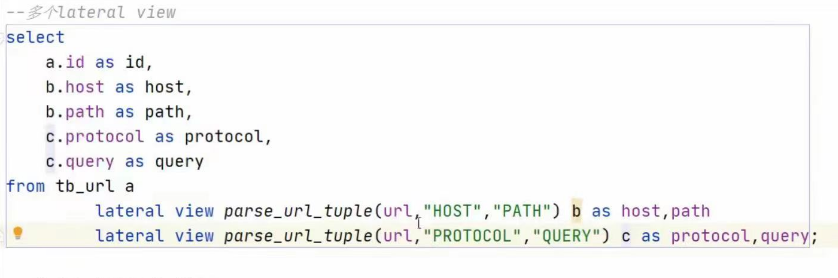 --多个lateral view
select
    a.id as id,
    b.host as host,
    b.path as path,
    c.protocol as protocol,
    c.query as query
from tb_url a
         lateral view parse_url_tuple(url,"HOST","PATH") b as host,path
         lateral view parse_url_tuple(url,"PROTOCOL","QUERY") c as protocol,query;